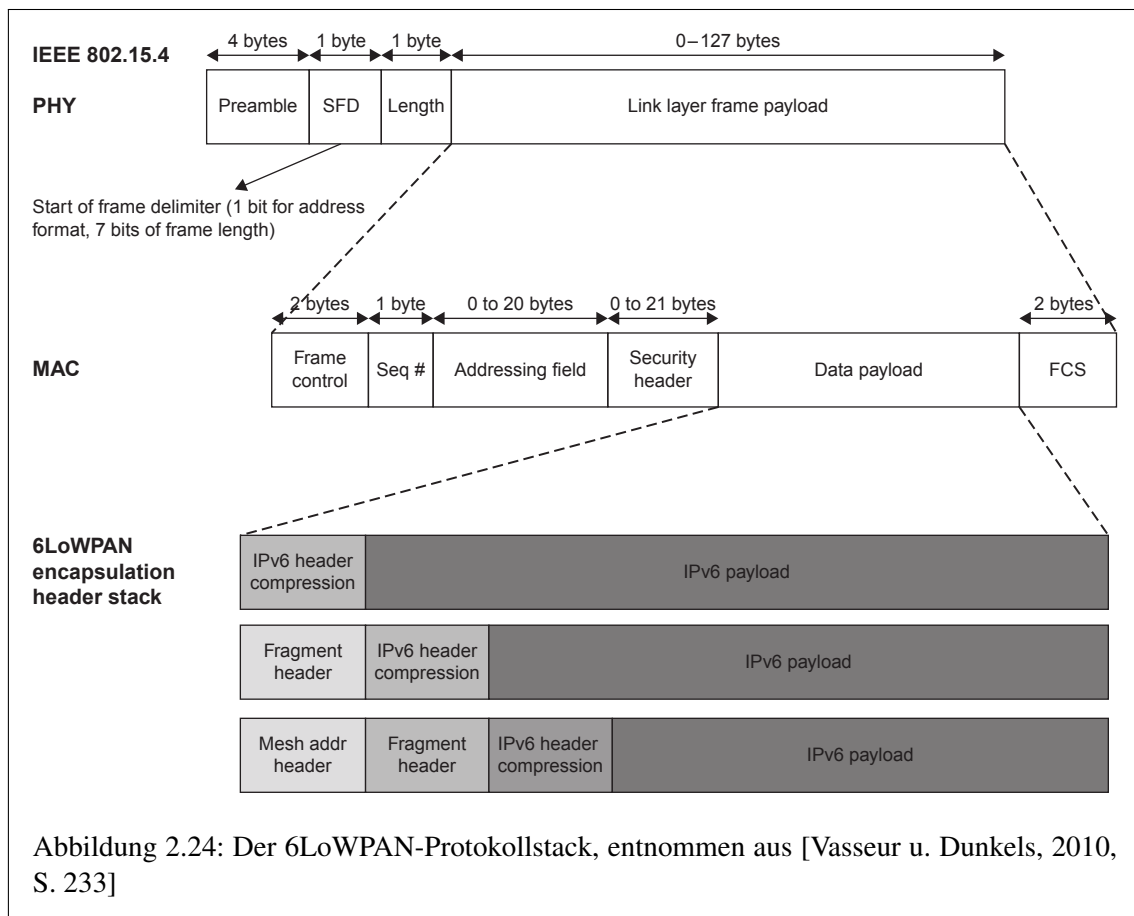 4 bytes 1 byte 1 byte 0–127 bytes
IEEE 802.15.4
PHY
Preamble SFD Length Link layer frame payload
Start of frame delimiter (1 bit for address
format, 7 bits of frame length)
2 bytes 1 byte 0 to 20 bytes 0 to 21 bytes 2 bytes
MAC
Frame
control
Seq #
Addressing field
Security
header
Data payload
FCS
6LoWPAN
encapsulation
header stack
IPv6 header
compression
IPv6 payload
Fragment
header
IPv6 header
compression
IPv6 payload
Mesh addr
header
Fragment
header
IPv6 header
compression
IPv6 payload
Abbildung 2.24: Der 6LoWPAN-Protokollstack, entnommen aus [Vasseur u. Dunkels, 2010,
S. 233]